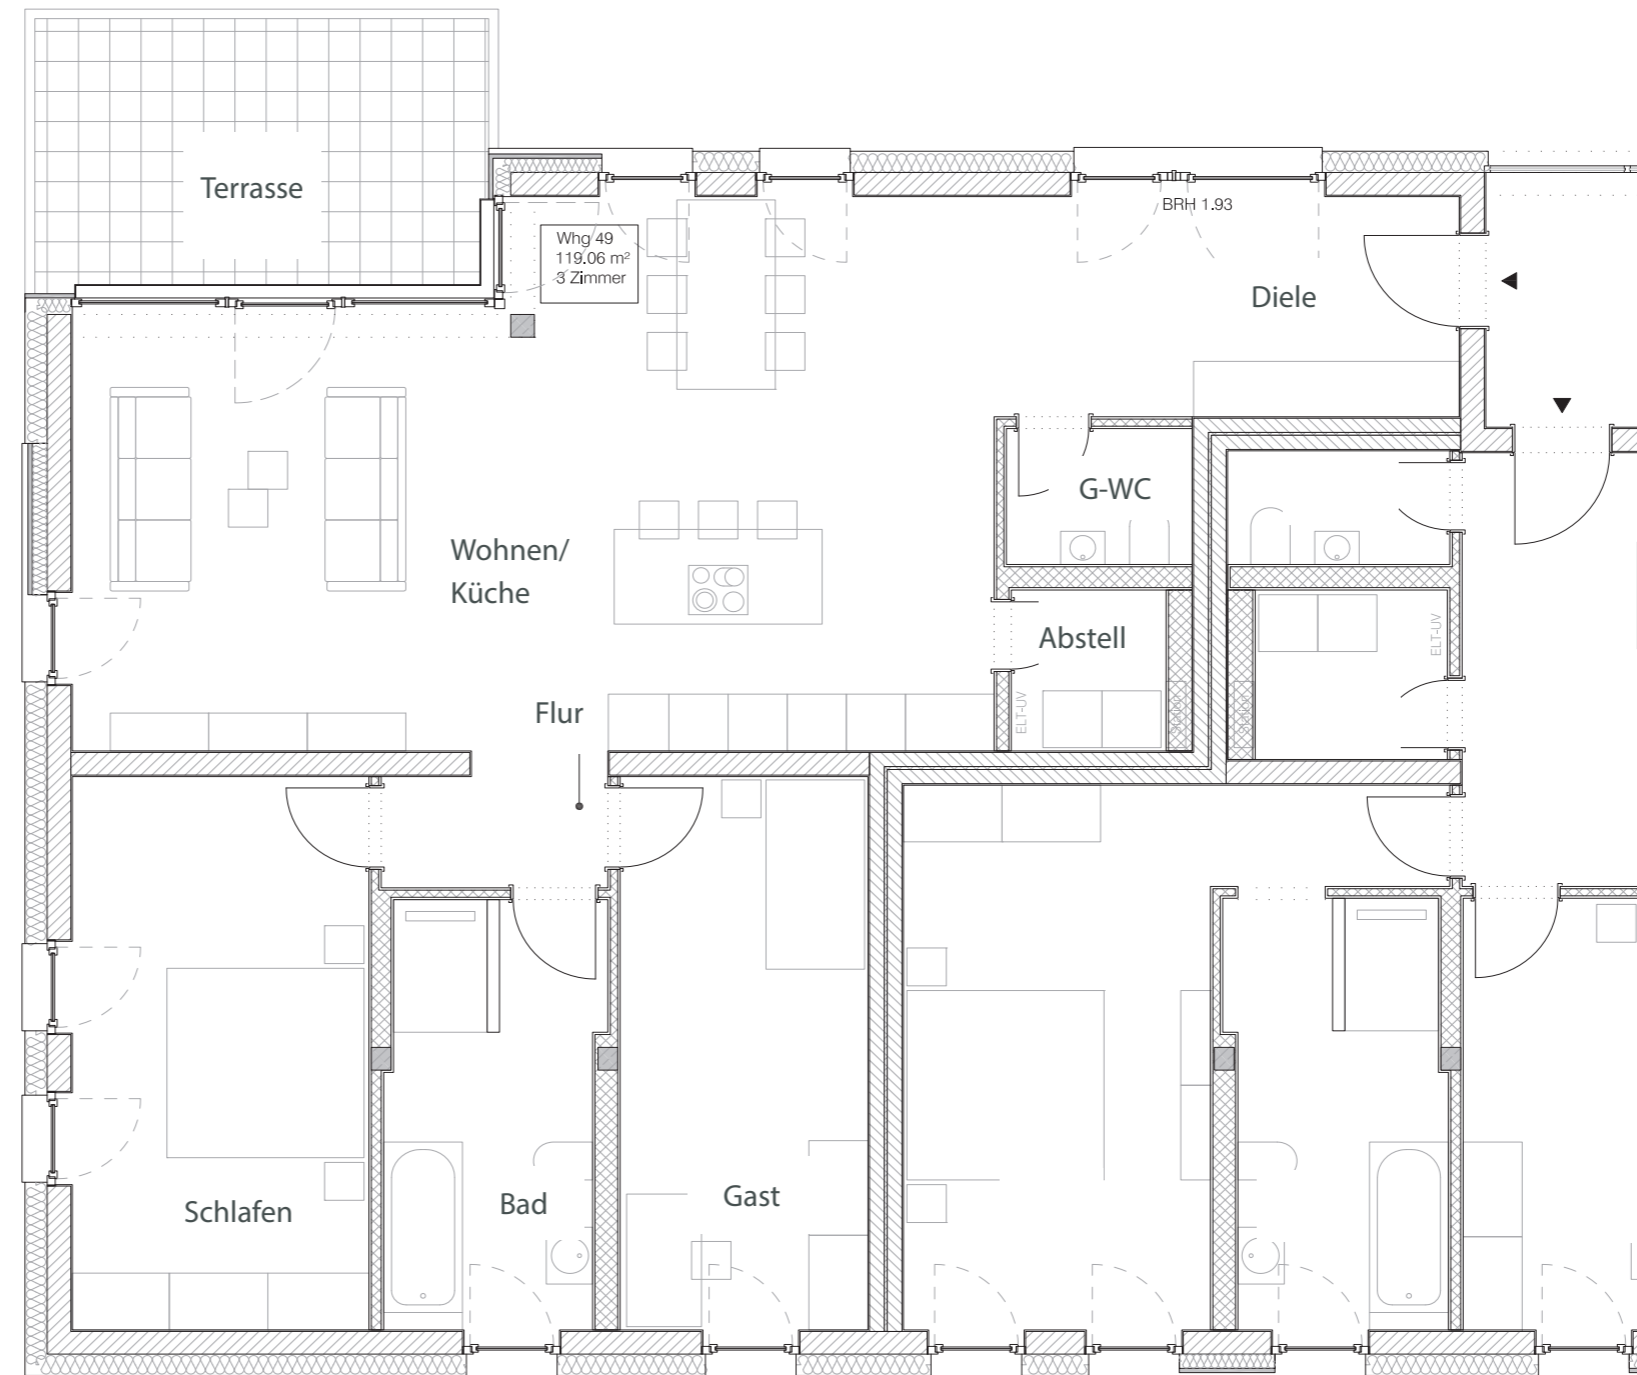 Terrasse
Whg 49
119.06 m²
3 Zimmer
BRH 1.93
Diele
G-WC
Wohnen/
Küche
Abstell
ELT-UV
ELT-UV
Flur
Schlafen
Bad
Gast